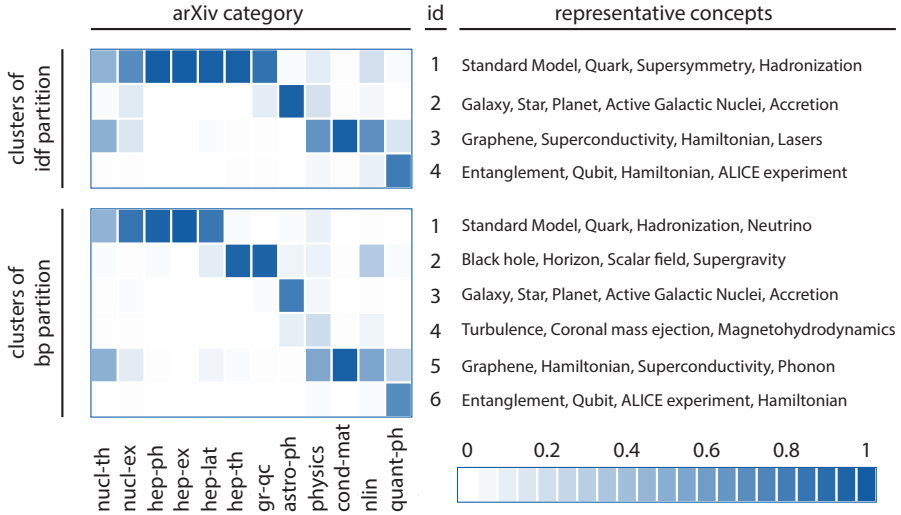 arXiv category id representative concepts
clusters of
idf partition
1 Standard Model, Quark, Supersymmetry, Hadronization
2 Galaxy, Star, Planet, Active Galactic Nuclei, Accretion
3 Graphene, Superconductivity, Hamiltonian, Lasers
4 Entanglement, Qubit, Hamiltonian, ALICE experiment
clusters of
bp partition
1 Standard Model, Quark, Hadronization, Neutrino
2 Black hole, Horizon, Scalar field, Supergravity
3 Galaxy, Star, Planet, Active Galactic Nuclei, Accretion
4 Turbulence, Coronal mass ejection, Magnetohydrodynamics
5 Graphene, Hamiltonian, Superconductivity, Phonon
6 Entanglement, Qubit, ALICE experiment, Hamiltonian
nucl-th
nucl-ex
hep-ph
hep-ex
hep-lat
hep-th
gr-qc
astro-ph
physics
cond-mat
nlin
quant-ph
0 0.2 0.4 0.6 0.8 1